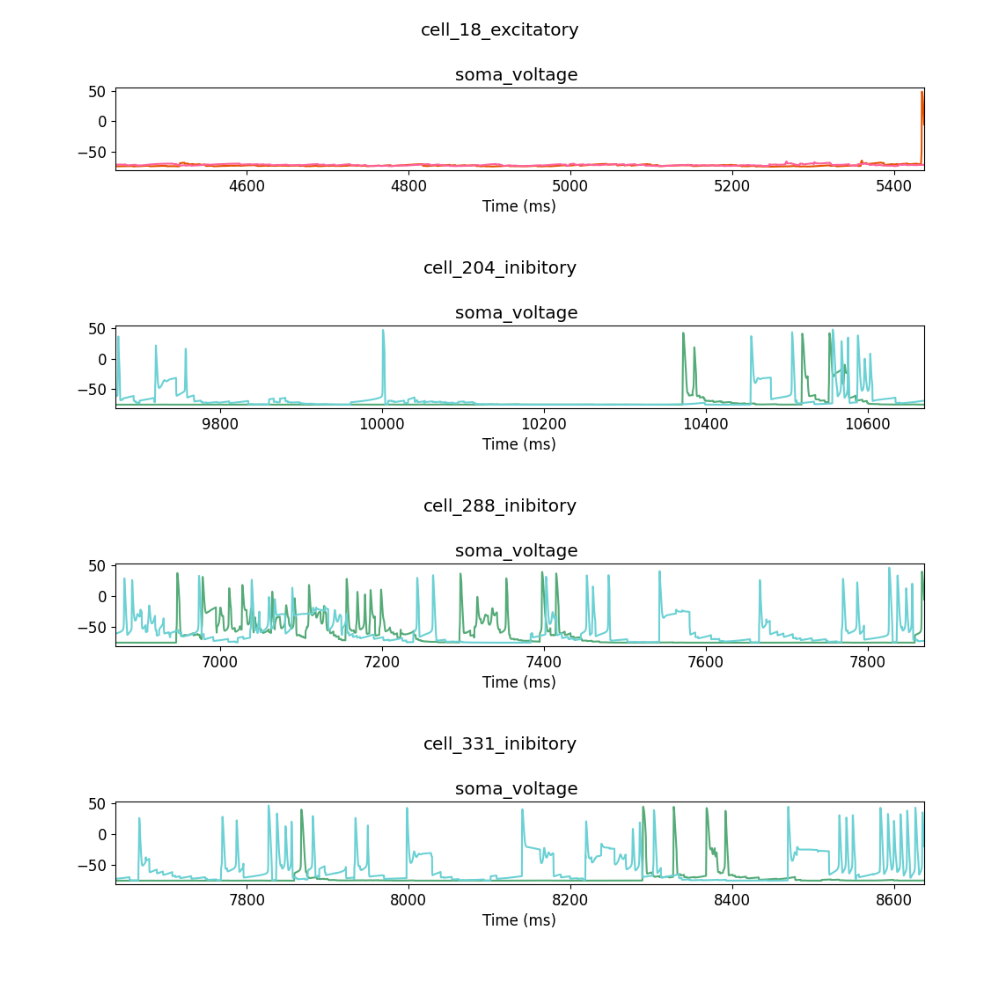 cell_18_excitatory
soma_voltage
50
0
−50
4600 4800 5000 5200 5400
Time (ms)
cell_204_inibitory
soma_voltage
50
0
−50
9800 10000 10200 10400 10600
Time (ms)
cell_288_inibitory
soma_voltage
50
0
−50
7000 7200 7400 7600 7800
Time (ms)
cell_331_inibitory
soma_voltage
50
0
−50
7800 8000 8200 8400 8600
Time (ms)